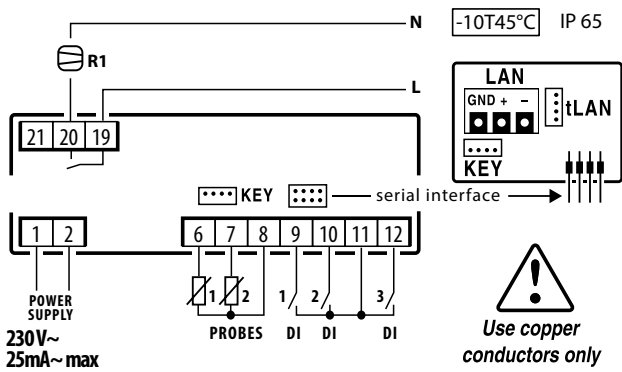 N
-10T45°C IP 65
R1
L
LAN
GND + -
tLAN
KEY
21 20 19
KEY
serial interface
1 2
6 7 8 9 10 11 12
1 2 1 2 3
POWER
SUPPLY
PROBES DI DI DI
230 V~
25mA~ max
!
Use copper
conductors only